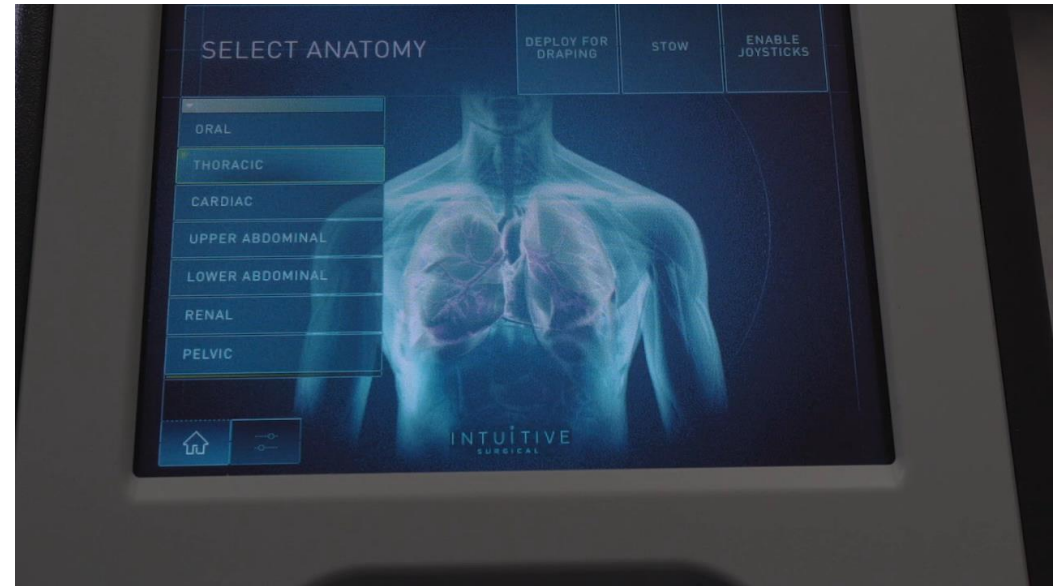 SELECT ANATOMY
DEPLOY FOR
DRAPING
STOW
ENABLE
JOYSTICKS
ORAL
THORACIC
CARDIAC
UPPER ABDOMINAL
LOWER ABDOMINAL
RENAL
PELVIC
INTUITIVE
SURGICAL